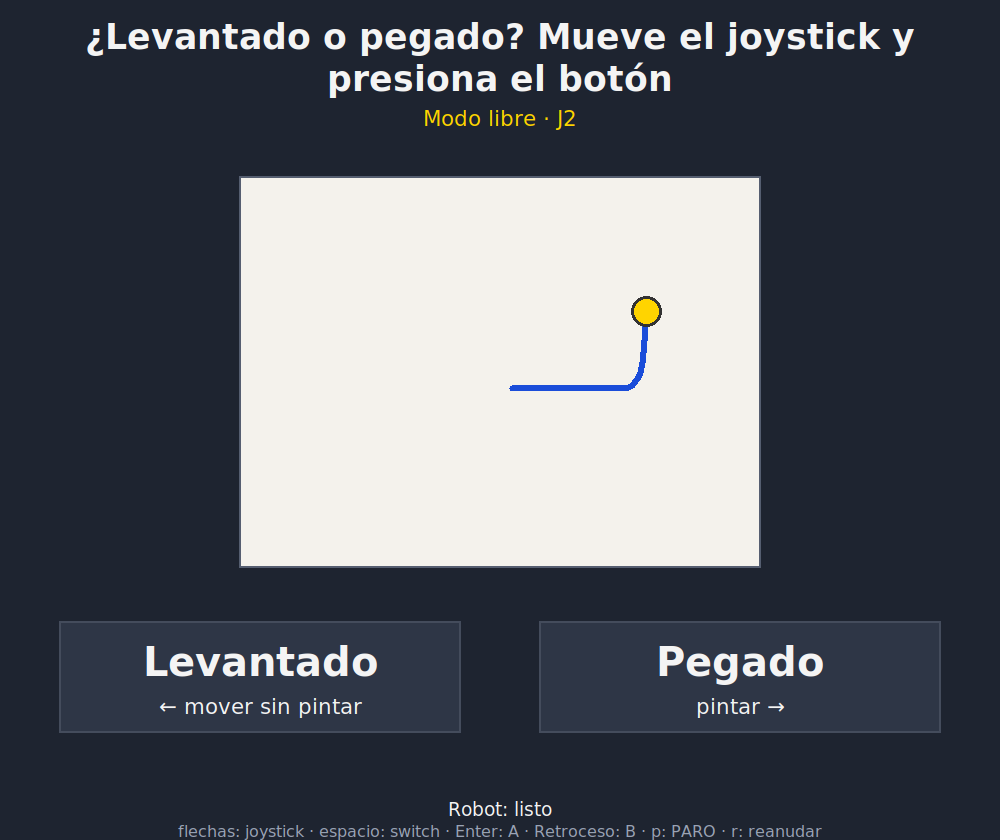 ¿Levantado o pegado? Mueve el joystick y
presiona el botón
Modo libre · J2
Levantado
← mover sin pintar
Pegado
pintar →
Robot: listo
flechas: joystick · espacio: switch · Enter: A · Retroceso: B · p: PARO · r: reanudar